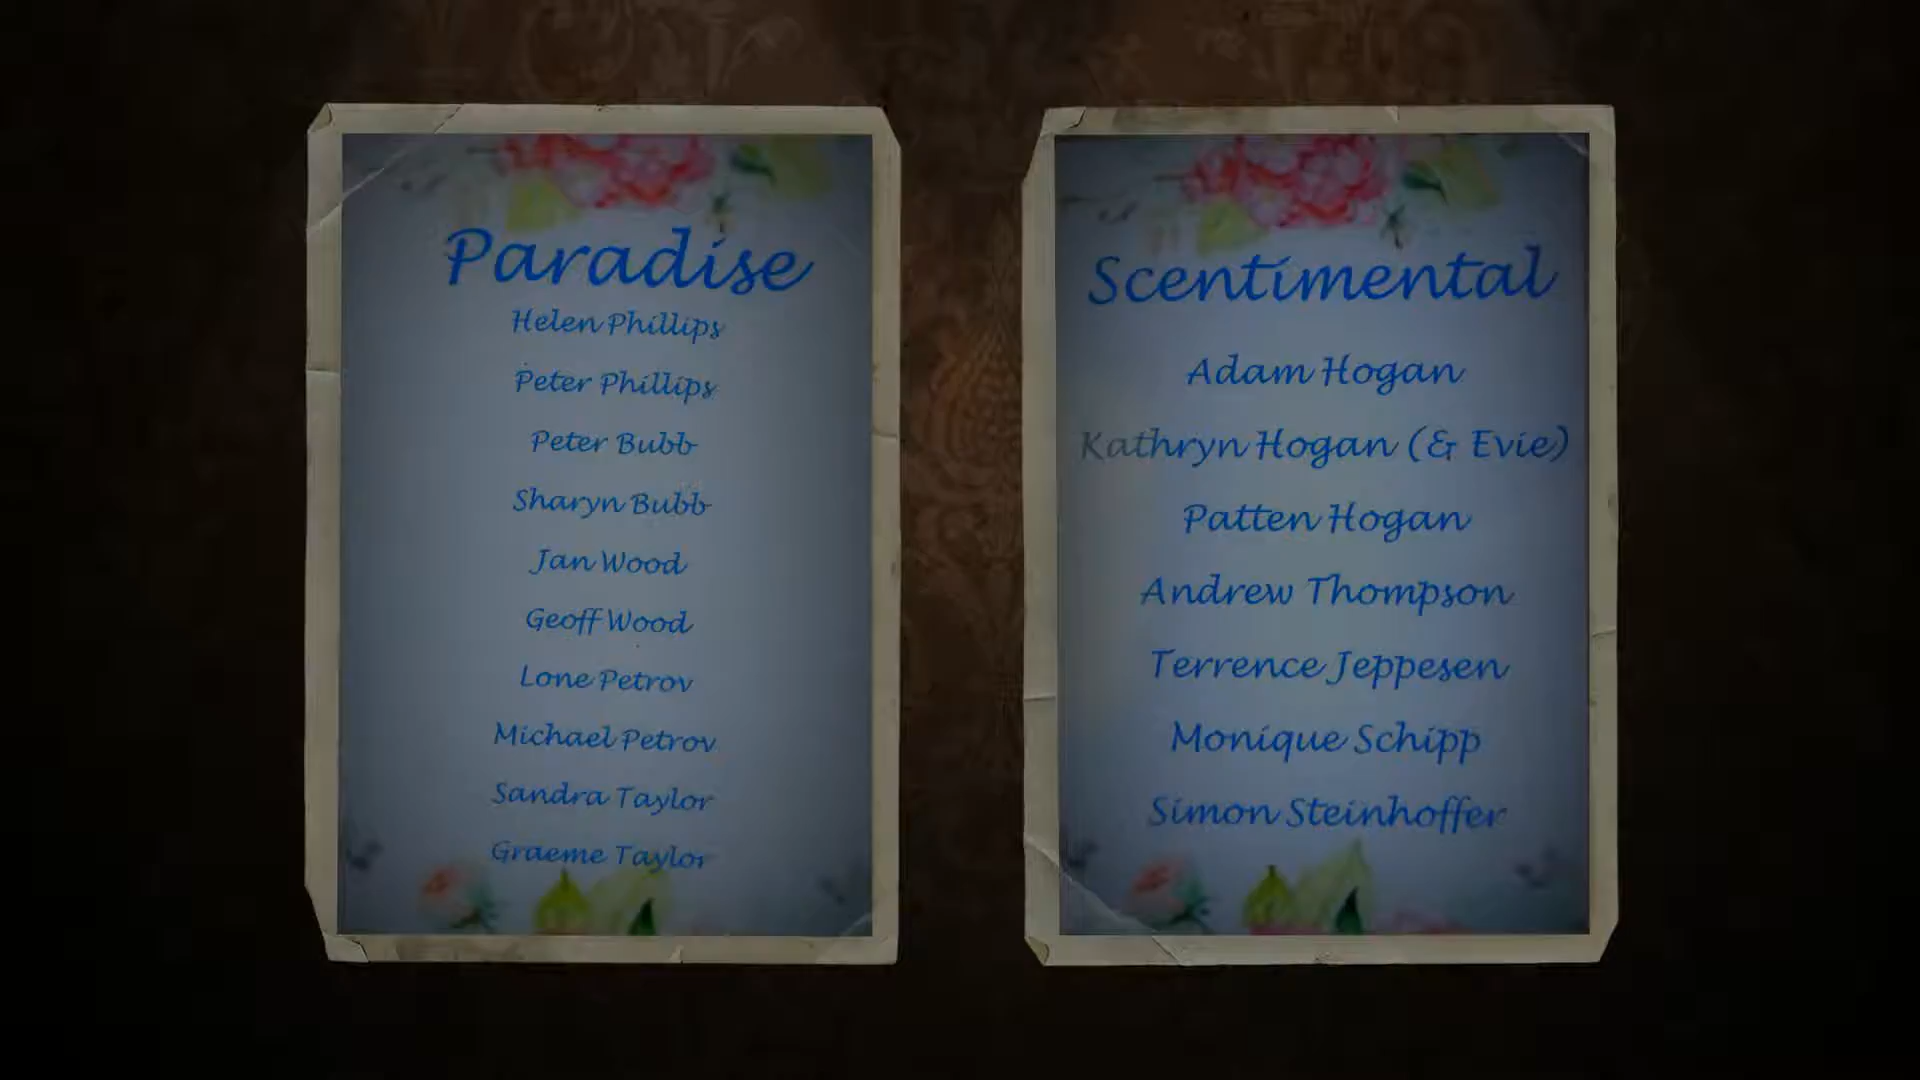 Paradise
Helen Phillips
Peter Phillips
Peter Bubb
Sharyn Bubb
Jan Wood
Geoff Wood
Lone Petrov
Michael Petrov
Sandra Taylor
Graeme Taylor
Scentimental
Adam Hogan
Kathryn Hogan (& Evie)
Patten Hogan
Andrew Thompson
Terrence Jeppesen
Monique Schipp
Simon Steinhoffer